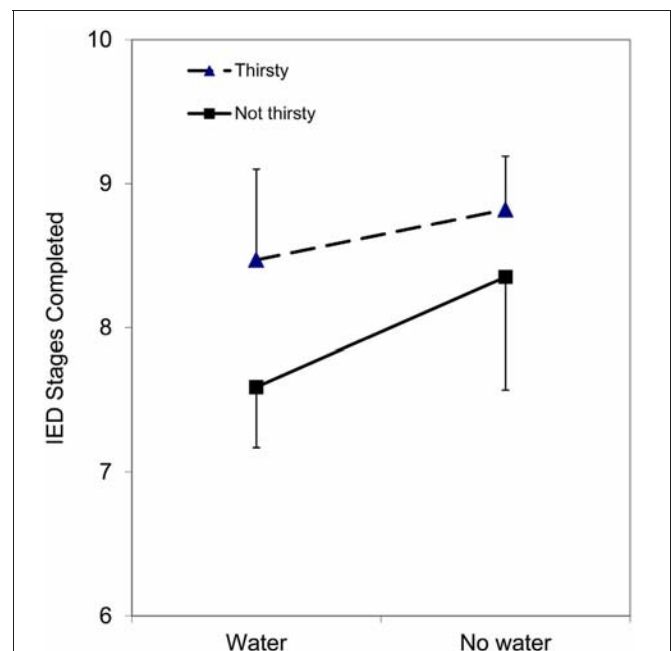 10
Thirsty
Not thirsty
9
8
7
6
IED Stages Completed
Water No water